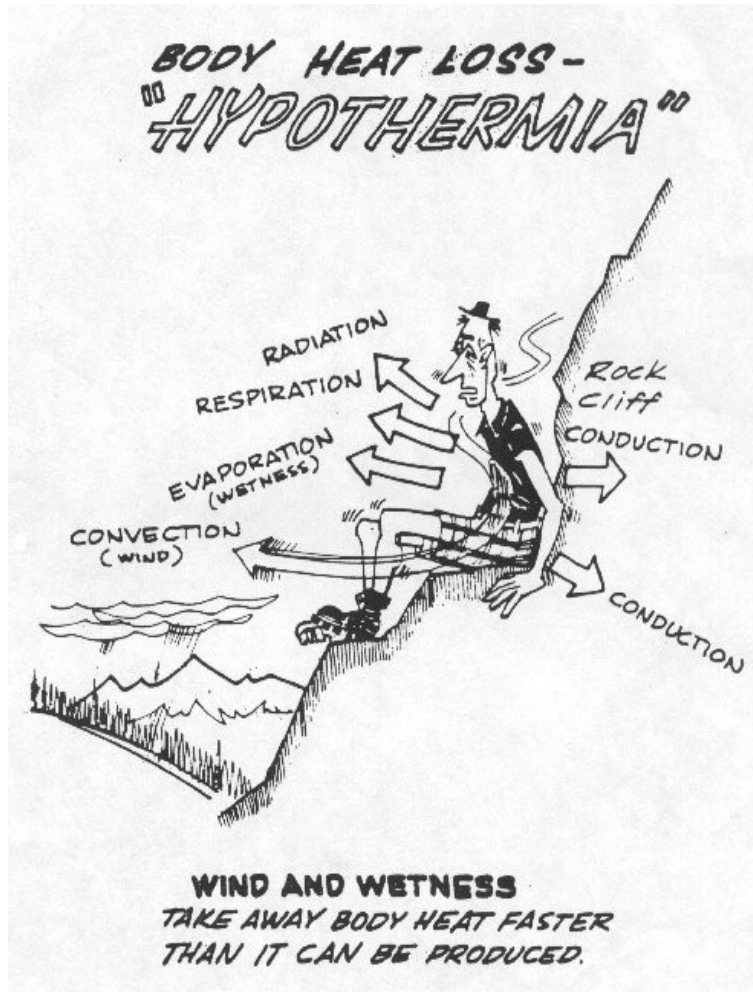 BODY HEAT LOSS-
"HYPOTHERMIA"
RADIATION
RESPIRATION
EVAPORATION
(WETNESS)
CONVECTION
(WIND)
Rock
Cliff
CONDUCTION
CONDUCTION
WIND AND WETNESS
TAKE AWAY BODY HEAT FASTER
THAN IT CAN BE PRODUCED.